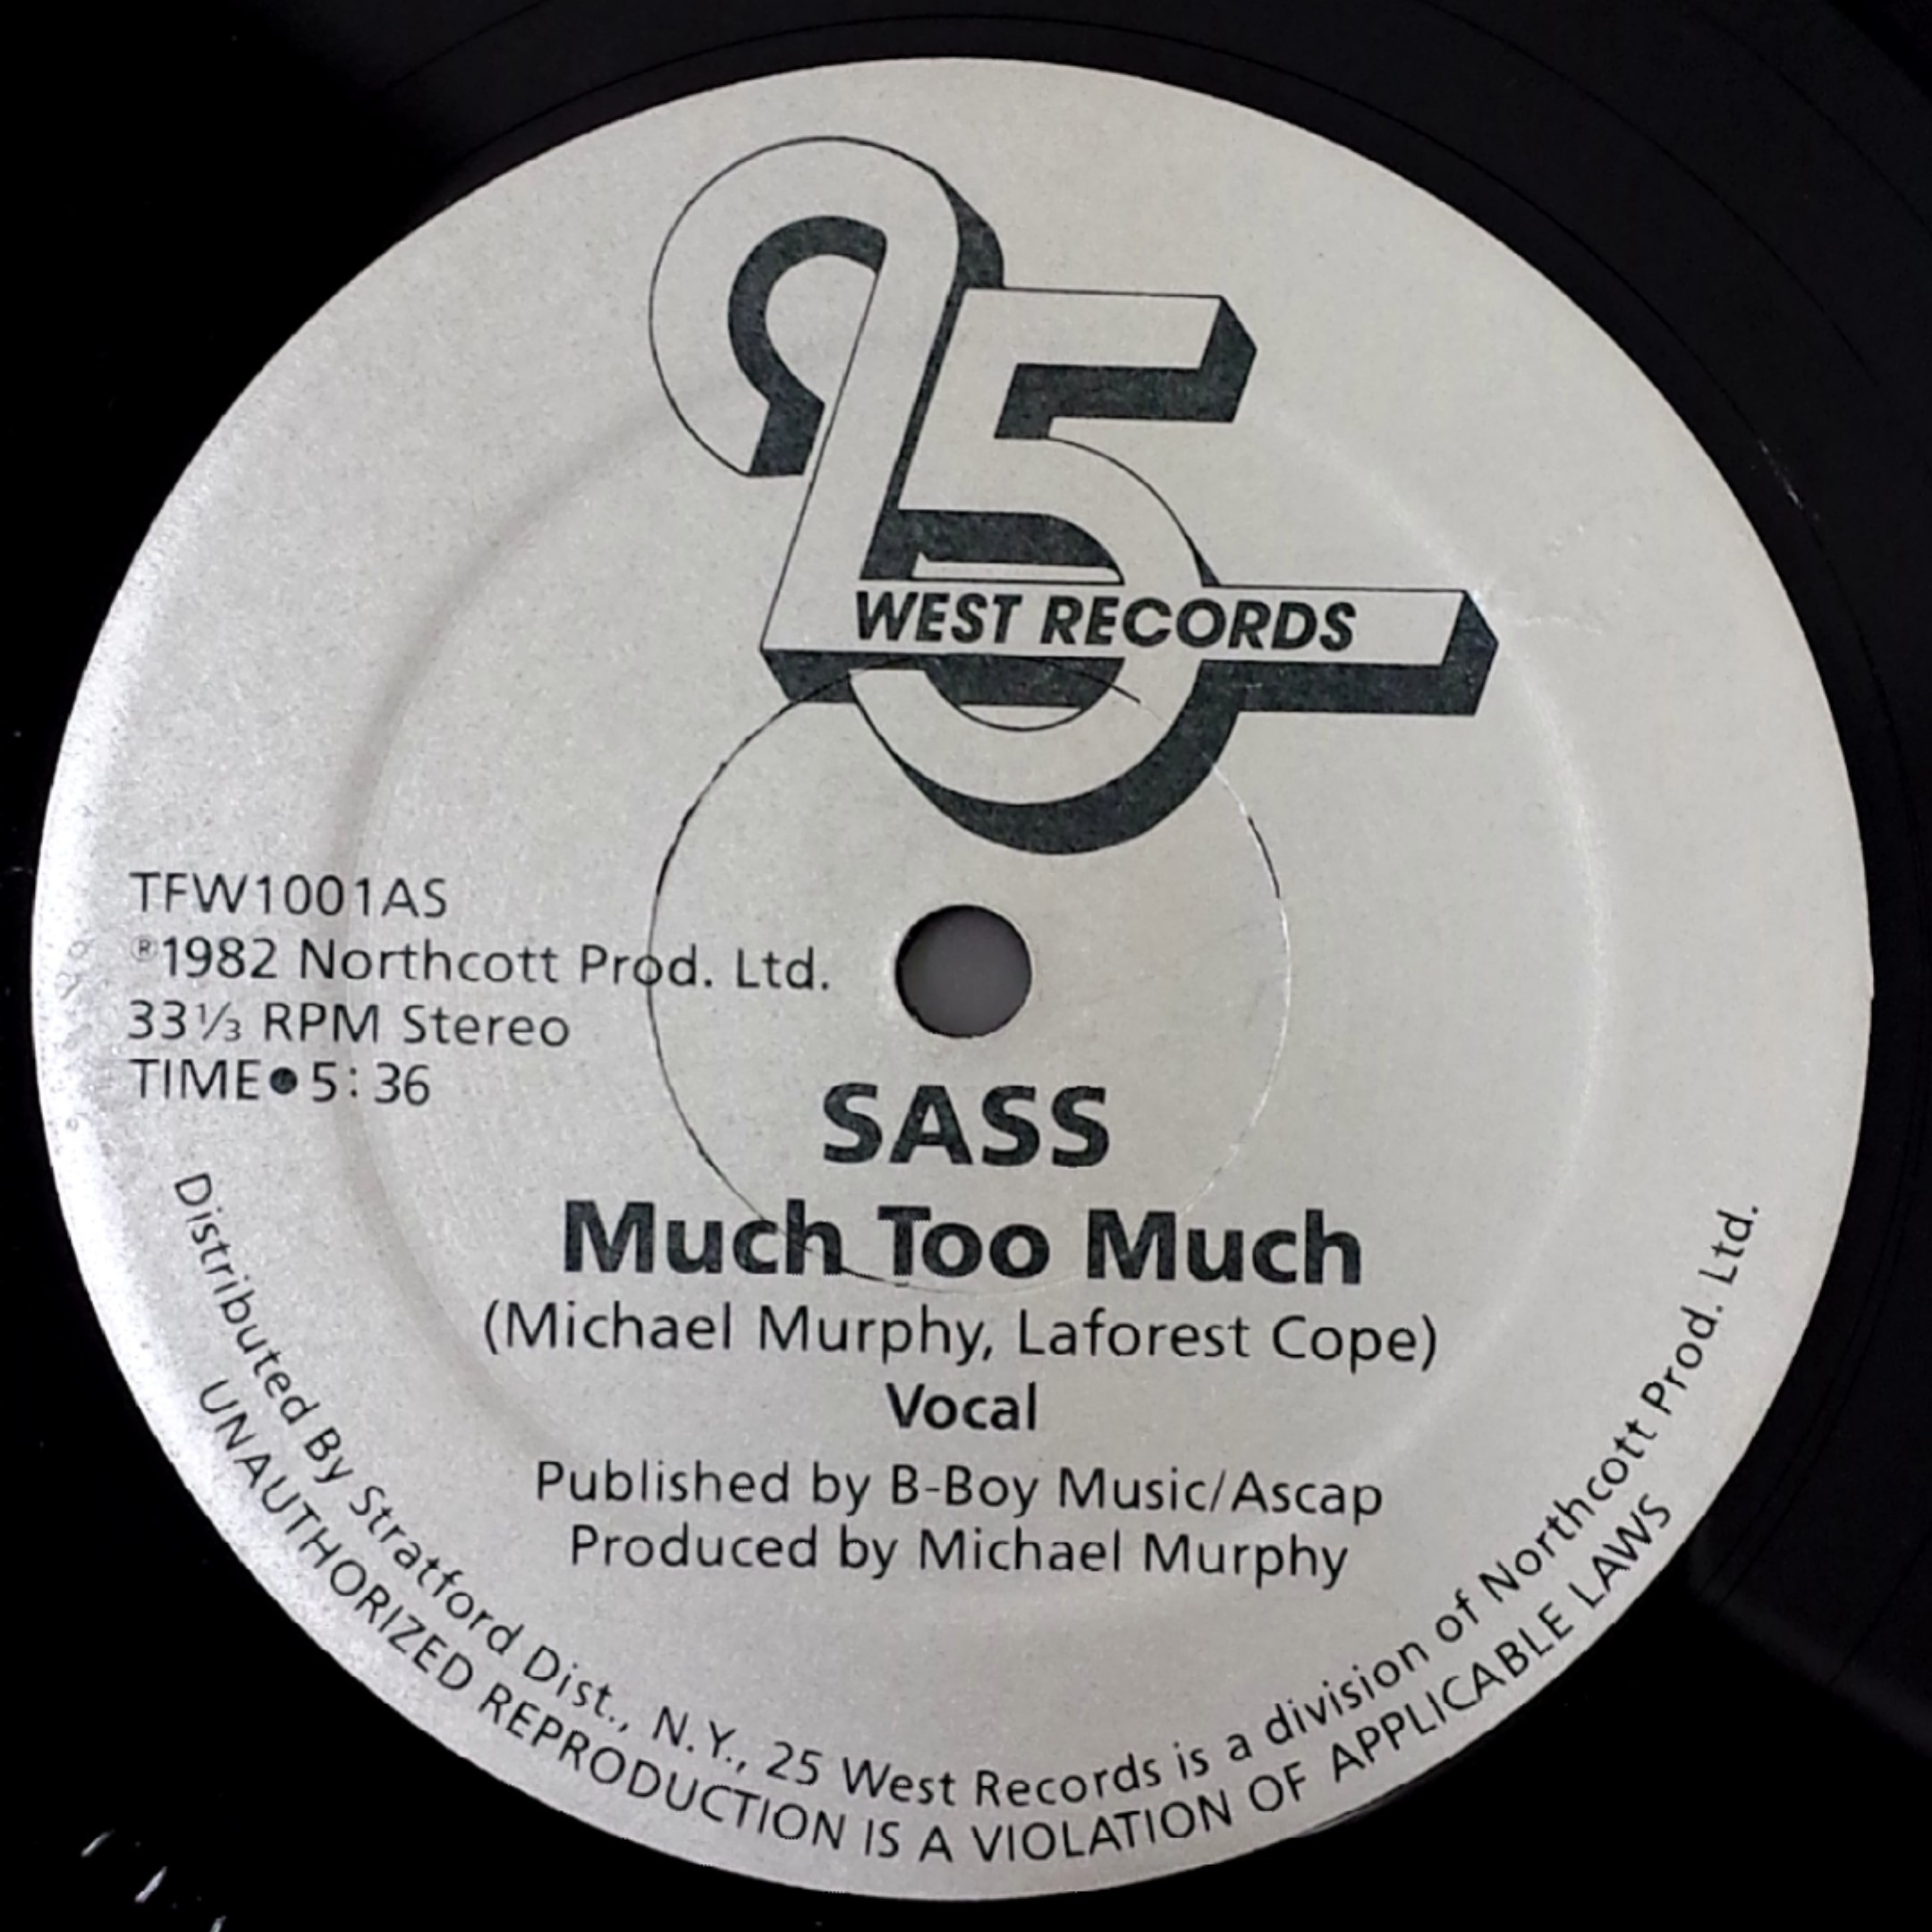 25
WEST RECORDS
TFW1001AS
℗1982 Northcott Prod. Ltd.
33⅓ RPM Stereo
TIME●5:36
SASS
Much Too Much
(Michael Murphy, Laforest Cope)
Vocal
Published by B-Boy Music/Ascap
Produced by Michael Murphy
Distributed By Stratford Dist., N.Y., 25 West Records is a division of Northcott Prod. Ltd.
UNAUTHORIZED REPRODUCTION IS A VIOLATION OF APPLICABLE LAWS